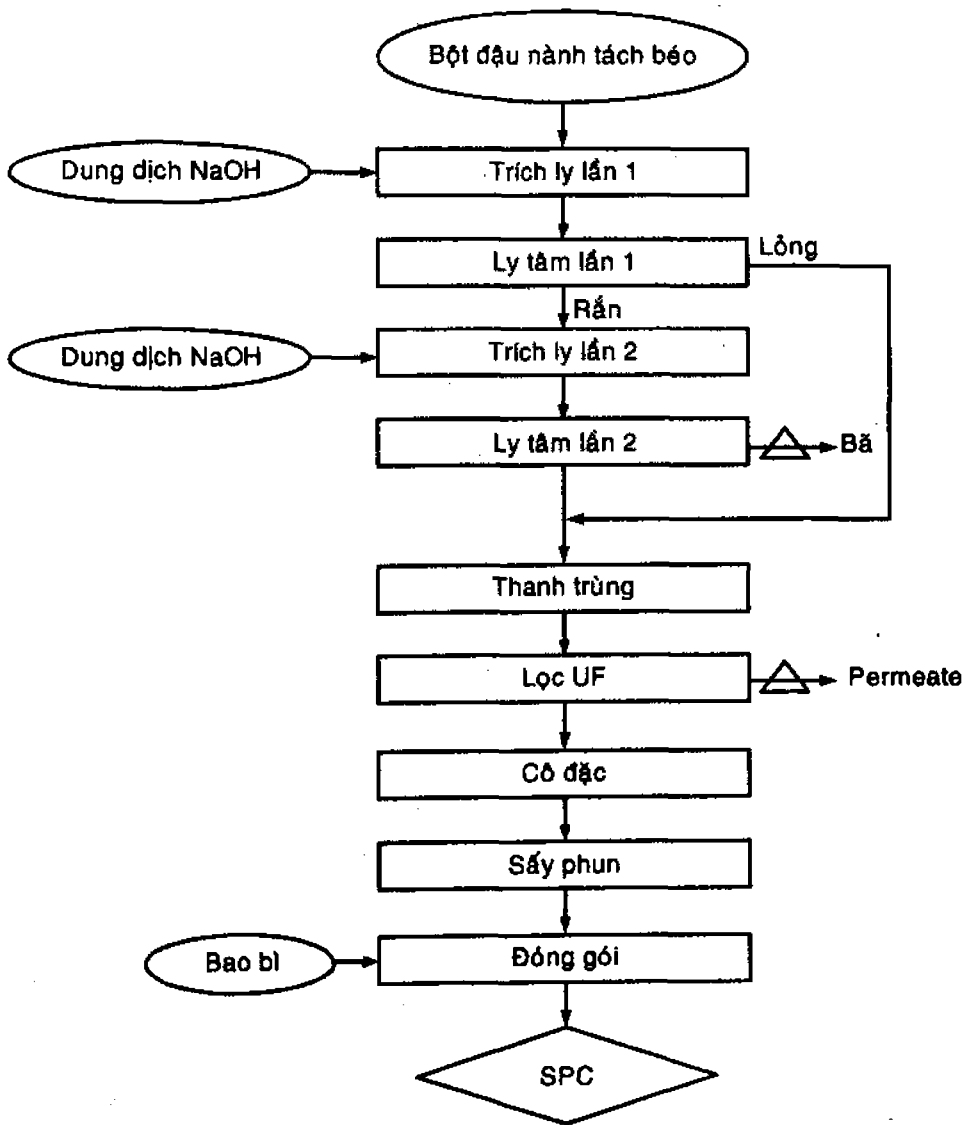 Bột đậu nành tách béo
Dung dịch NaOH
Trích ly lần 1
Ly tâm lần 1
Lỏng
Rắn
Dung dịch NaOH
Trích ly lần 2
Ly tâm lần 2
Bã
Thanh trùng
Lọc UF
Permeate
Cô đặc
Sấy phun
Bao bì
Đóng gói
SPC